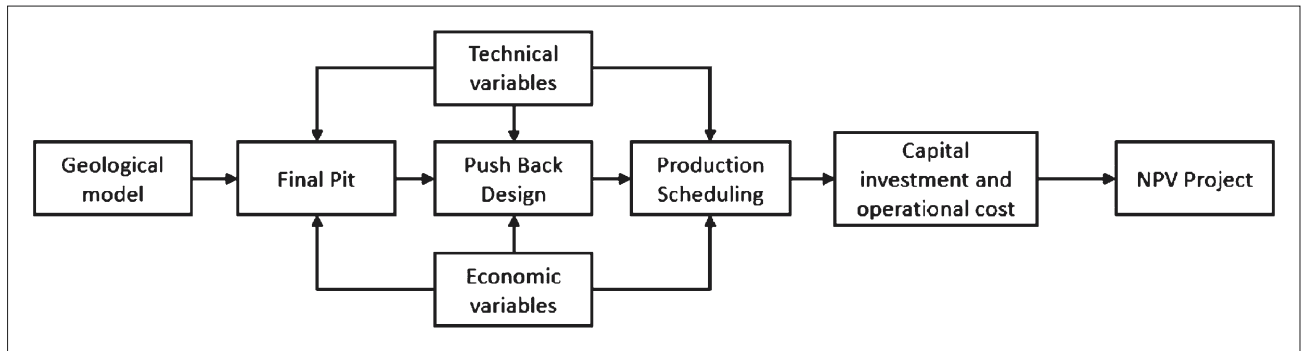 Technical
variables
Geological
model
Final Pit
Push Back
Design
Production
Scheduling
Capital
investment and
operational cost
NPV Project
Economic
variables